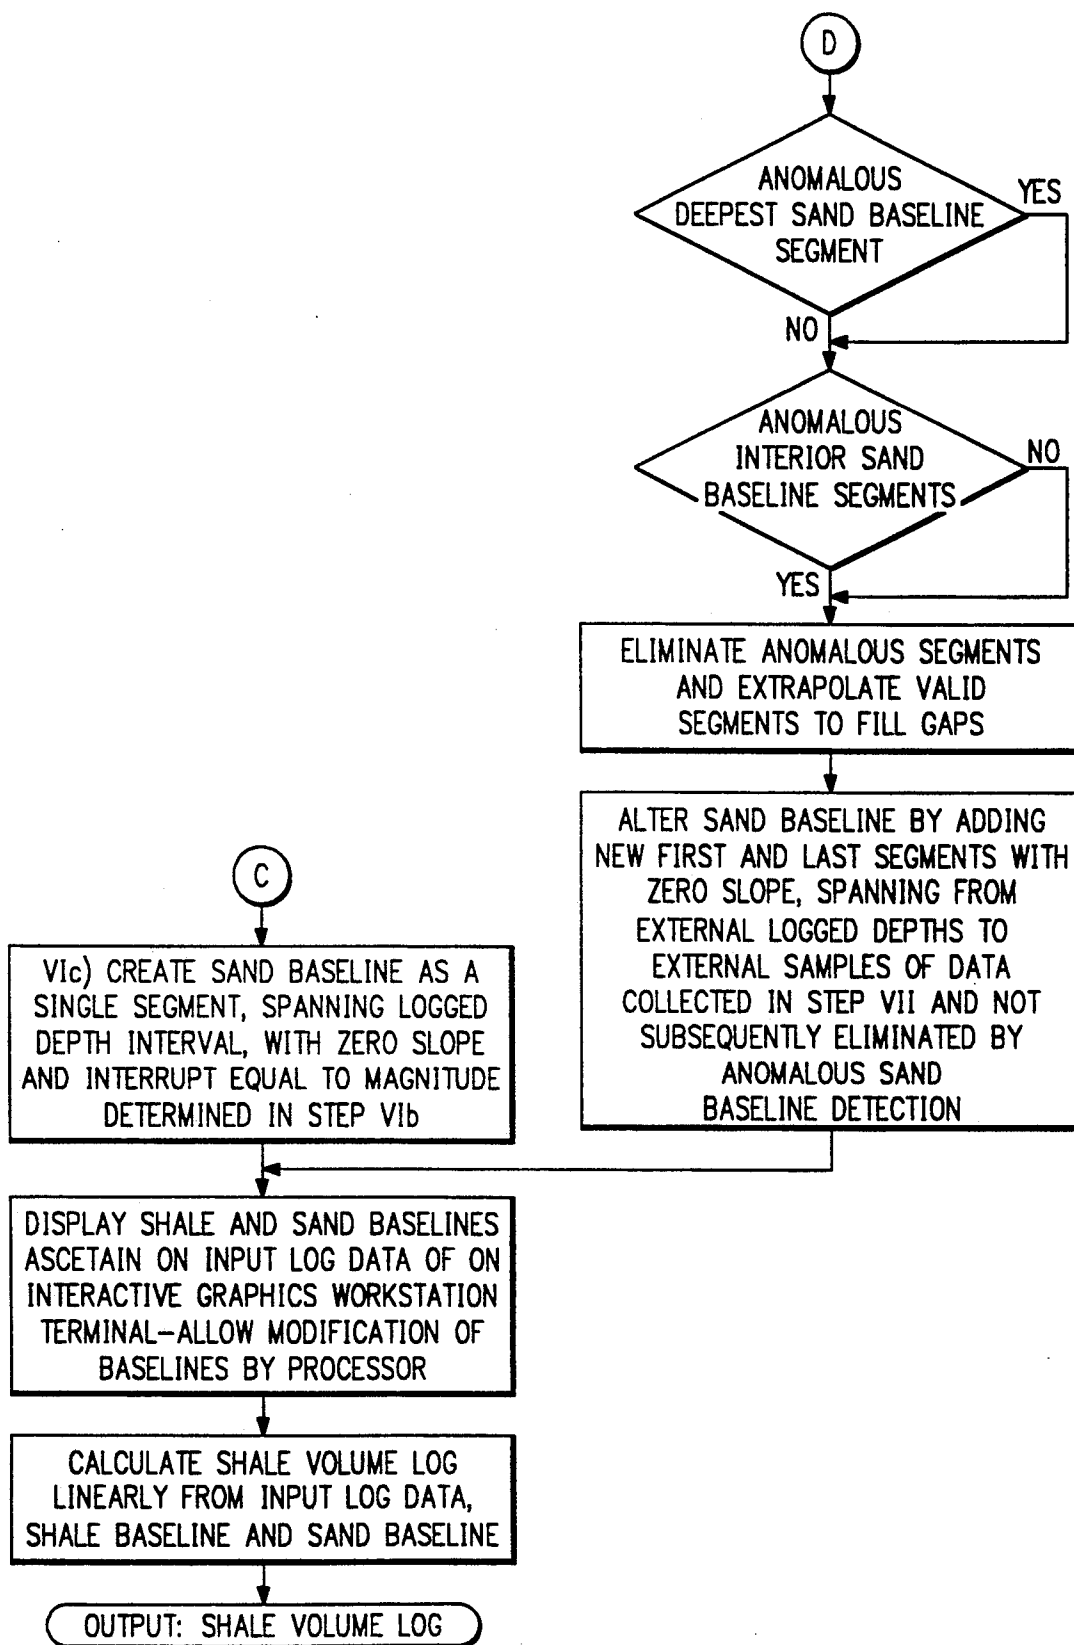 D
ANOMALOUS
DEEPEST SAND BASELINE
SEGMENT
YES
NO
ANOMALOUS
INTERIOR SAND
BASELINE SEGMENTS
NO
YES
ELIMINATE ANOMALOUS SEGMENTS
AND EXTRAPOLATE VALID
SEGMENTS TO FILL GAPS
ALTER SAND BASELINE BY ADDING
NEW FIRST AND LAST SEGMENTS WITH
ZERO SLOPE, SPANNING FROM
EXTERNAL LOGGED DEPTHS TO
EXTERNAL SAMPLES OF DATA
COLLECTED IN STEP VII AND NOT
SUBSEQUENTLY ELIMINATED BY
ANOMALOUS SAND
BASELINE DETECTION
C
VIc) CREATE SAND BASELINE AS A
SINGLE SEGMENT, SPANNING LOGGED
DEPTH INTERVAL, WITH ZERO SLOPE
AND INTERRUPT EQUAL TO MAGNITUDE
DETERMINED IN STEP VIb
DISPLAY SHALE AND SAND BASELINES
ASCETAIN ON INPUT LOG DATA OF ON
INTERACTIVE GRAPHICS WORKSTATION
TERMINAL-ALLOW MODIFICATION OF
BASELINES BY PROCESSOR
CALCULATE SHALE VOLUME LOG
LINEARLY FROM INPUT LOG DATA,
SHALE BASELINE AND SAND BASELINE
OUTPUT: SHALE VOLUME LOG